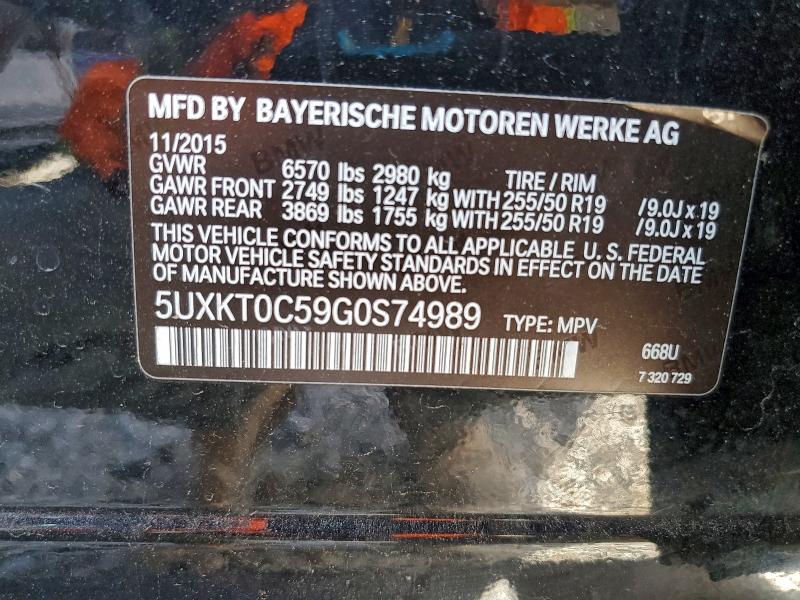 MFD BY BAYERISCHE MOTOREN WERKE AG
11/2015
GVWR 6570 lbs 2980 kg TIRE / RIM
GAWR FRONT 2749 lbs 1247 kg WITH 255/50 R19 /9.0J x 19
GAWR REAR 3869 lbs 1755 kg WITH 255/50 R19 /9.0J x 19
THIS VEHICLE CONFORMS TO ALL APPLICABLE U.S. FEDERAL
MOTOR VEHICLE SAFETY STANDARDS IN EFFECT ON THE DATE
OF MANUFACTURE SHOWN ABOVE.
5UXKT0C59G0S74989 TYPE: MPV 668U
7 320 729